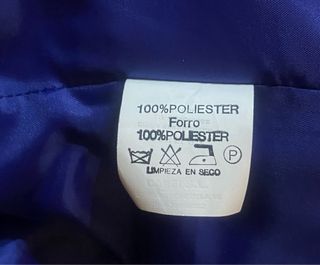 100%POLIESTER
Forro
100%POLIESTER
P
LIMPIEZA EN SECO